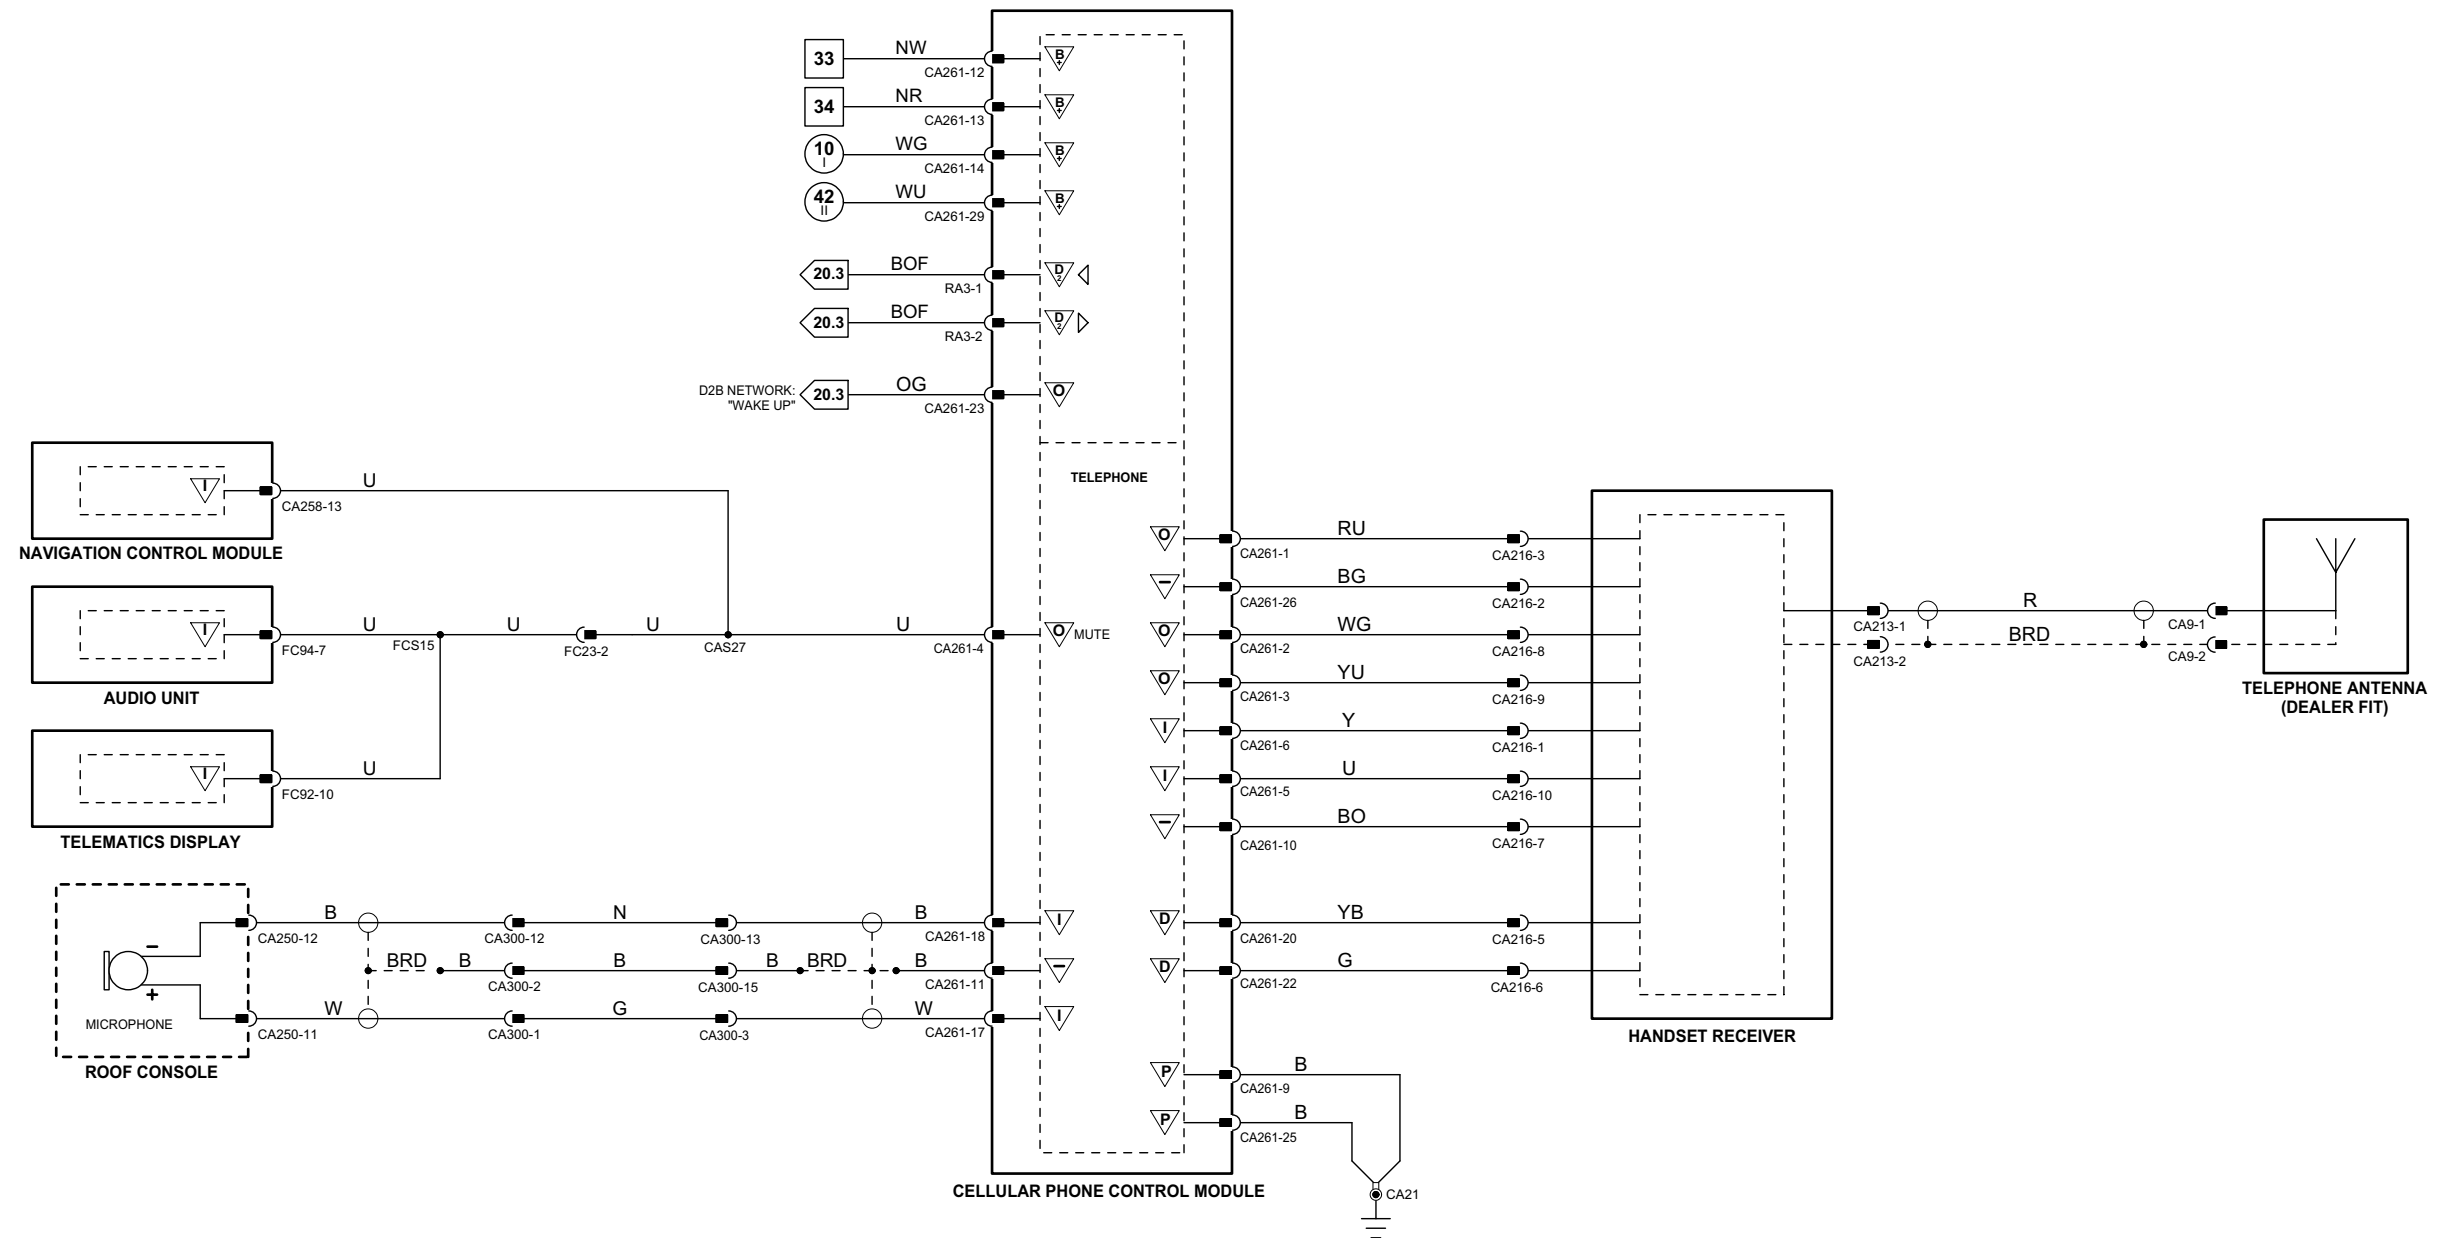 33 NW CA261-12 B+
34 NR CA261-13 B+
10 I WG CA261-14 B+
42 II WU CA261-29 B+
20.3 BOF RA3-1 D2
20.3 BOF RA3-2 D2
D2B NETWORK:
"WAKE UP"
20.3 OG CA261-23 O
I U CA258-13
NAVIGATION CONTROL MODULE
I U FC94-7 FCS15 U FC23-2 U CAS27 U CA261-4 O MUTE
AUDIO UNIT
I U FC92-10
TELEMATICS DISPLAY
B CA250-12 CA300-12 N CA300-13 B CA261-18 I
BRD B CA300-2 B CA300-15 B BRD B CA261-11 –
W CA250-11 CA300-1 G CA300-3 W CA261-17 I
–
+
MICROPHONE
ROOF CONSOLE
TELEPHONE
O CA261-1 RU CA216-3
– CA261-26 BG CA216-2
O CA261-2 WG CA216-8
O CA261-3 YU CA216-9
I CA261-6 Y CA216-1
I CA261-5 U CA216-10
– CA261-10 BO CA216-7
D CA261-20 YB CA216-5
D CA261-22 G CA216-6
P CA261-9 B
P CA261-25 B
CA21
CELLULAR PHONE CONTROL MODULE
HANDSET RECEIVER
CA213-1 R CA9-1
CA213-2 BRD CA9-2
TELEPHONE ANTENNA
(DEALER FIT)